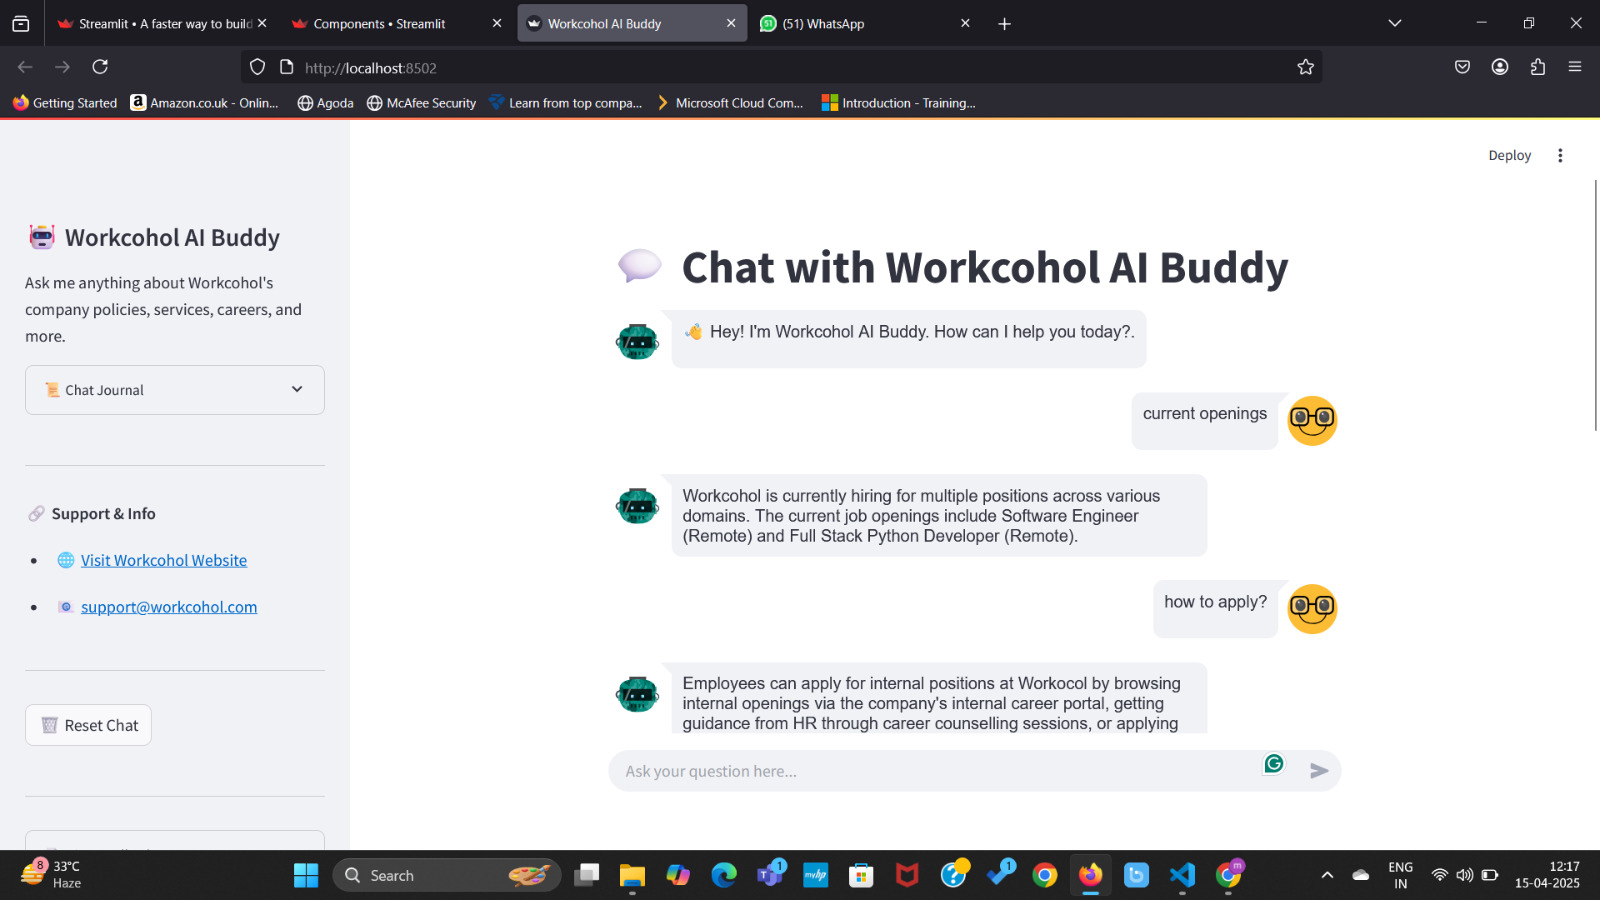 Streamlit • A faster way to build
Components • Streamlit
Workcohol AI Buddy
51
(51) WhatsApp
http://localhost:8502
Getting Started
Amazon.co.uk - Onlin...
Agoda
McAfee Security
Learn from top compa...
Microsoft Cloud Com...
Introduction - Training...
Deploy
Workcohol AI Buddy
Ask me anything about Workcohol's
company policies, services, careers, and
more.
Chat Journal
Support & Info
Visit Workcohol Website
support@workcohol.com
Reset Chat
Chat with Workcohol AI Buddy
Hey! I'm Workcohol AI Buddy. How can I help you today?.
current openings
Workcohol is currently hiring for multiple positions across various
domains. The current job openings include Software Engineer
(Remote) and Full Stack Python Developer (Remote).
how to apply?
Employees can apply for internal positions at Workocol by browsing
internal openings via the company's internal career portal, getting
guidance from HR through career counselling sessions, or applying
Ask your question here...
8
33°C
Haze
Search
1
myhp
1
m
ENG
IN
12:17
15-04-2025